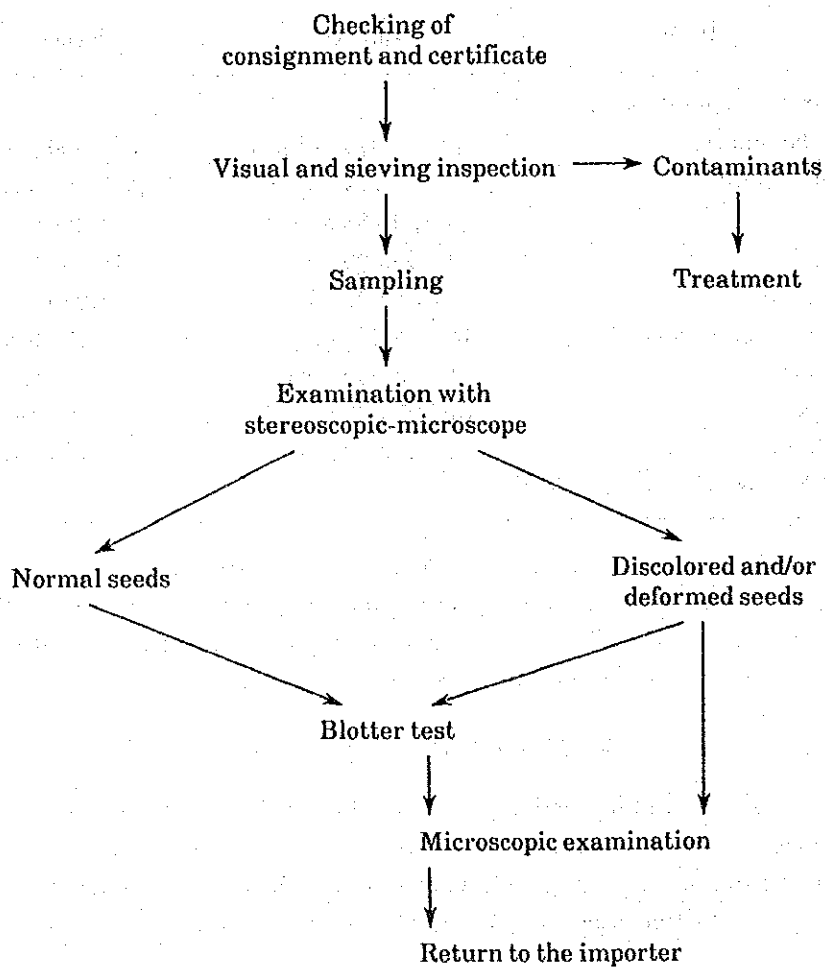 Checking of
consignment and certificate
Visual and sieving inspection
Contaminants
Sampling
Treatment
Examination with
stereoscopic-microscope
Normal seeds
Discolored and/or
deformed seeds
Blotter test
Microscopic examination
Return to the importer